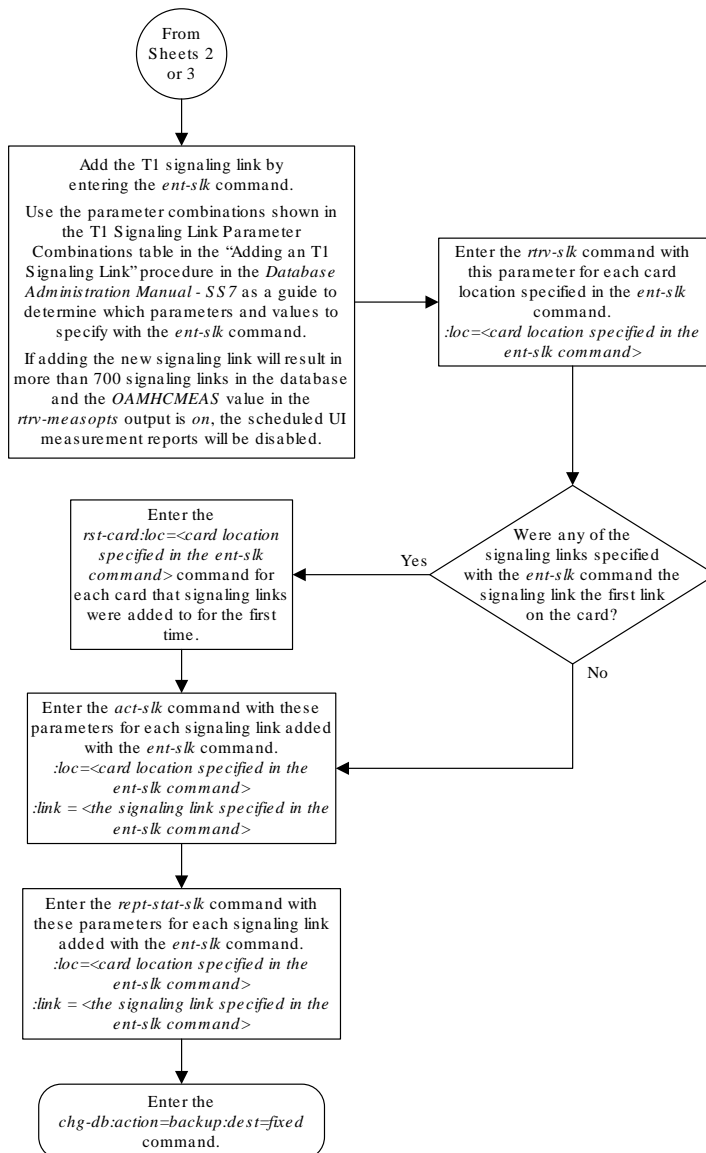 From
Sheets 2
or 3
Add the T1 signaling link by
entering the ent-slk command.
Use the parameter combinations shown in
the T1 Signaling Link Parameter
Combinations table in the “Adding an T1
Signaling Link” procedure in the Database
Administration Manual - SS7 as a guide to
determine which parameters and values to
specify with the ent-slk command.
If adding the new signaling link will result in
more than 700 signaling links in the database
and the OAMHCMEAS value in the
rtrv-measopts output is on, the scheduled UI
measurement reports will be disabled.
Enter the rtrv-slk command with
this parameter for each card
location specified in the ent-slk
command.
:loc=<card location specified in the
ent-slk command>
Were any of the
signaling links specified
with the ent-slk command the
signaling link the first link
on the card?
Yes
No
Enter the
rst-card:loc=<card location
specified in the ent-slk
command> command for
each card that signaling links
were added to for the first
time.
Enter the act-slk command with these
parameters for each signaling link added
with the ent-slk command.
:loc=<card location specified in the
ent-slk command>
:link = <the signaling link specified in the
ent-slk command>
Enter the rept-stat-slk command with
these parameters for each signaling link
added with the ent-slk command.
:loc=<card location specified in the
ent-slk command>
:link = <the signaling link specified in the
ent-slk command>
Enter the
chg-db:action=backup:dest=fixed
command.